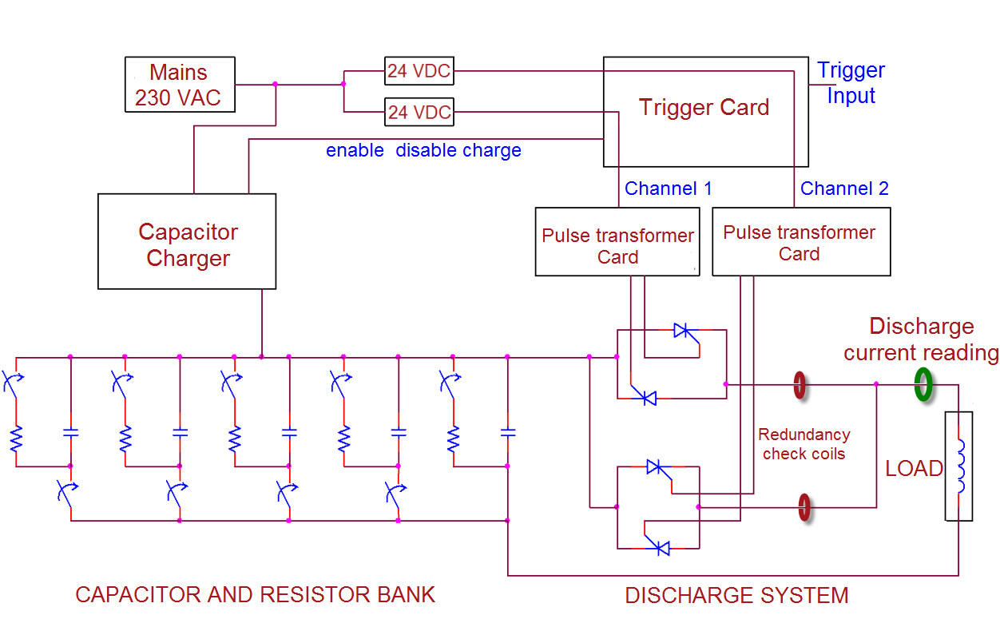 Mains
230 VAC
24 VDC
24 VDC
Trigger Card
Trigger
Input
enable  disable charge
Channel 1
Channel 2
Capacitor
Charger
Pulse transformer
Card
Pulse transformer
Card
Discharge
current reading
Redundancy
check coils
LOAD
CAPACITOR AND RESISTOR BANK
DISCHARGE SYSTEM